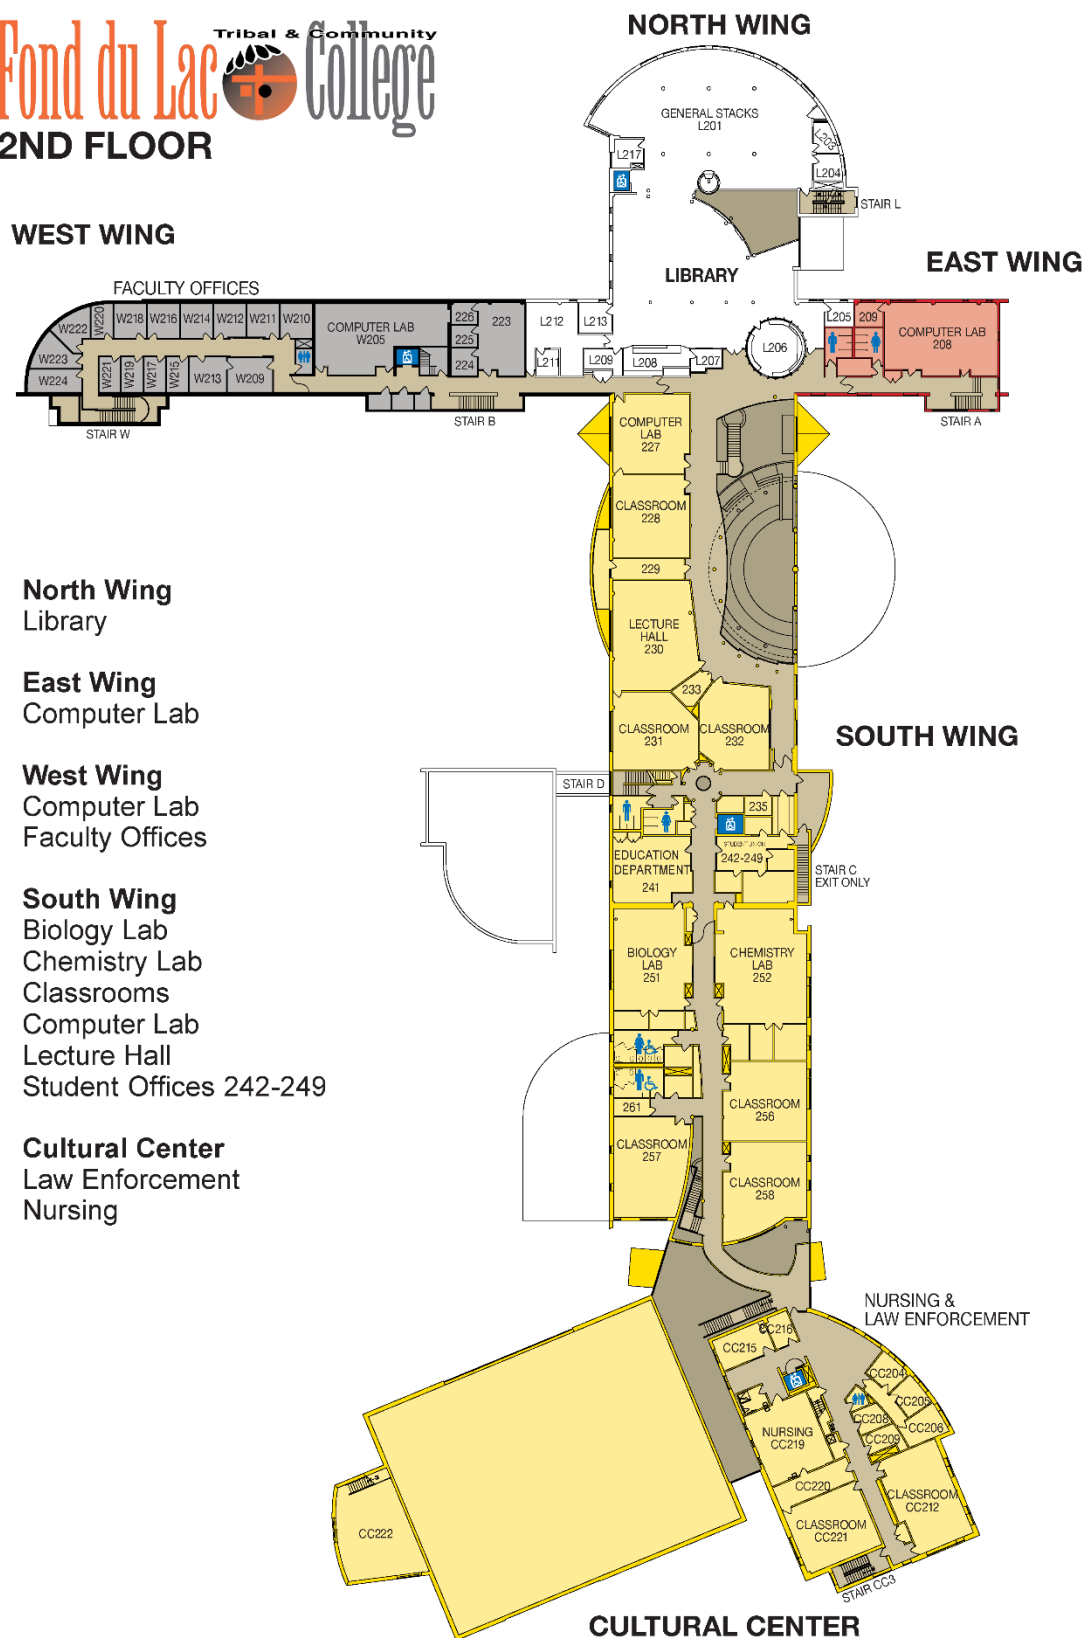 Tribal & Community
Fond du Lac College
2ND FLOOR
NORTH WING
GENERAL STACKS
L201
L203
L204
L217
STAIR L
WEST WING
LIBRARY
EAST WING
FACULTY OFFICES
W222
W220
W218
W216
W214
W212
W211
W210
COMPUTER LAB
W205
226
225
224
223
L212
L213
L211
L209
L208
L207
L206
L205
209
COMPUTER LAB
208
W223
W224
W221
W219
W217
W215
W213
W209
STAIR W
STAIR B
STAIR A
COMPUTER
LAB
227
CLASSROOM
228
229
LECTURE
HALL
230
233
CLASSROOM
231
CLASSROOM
232
SOUTH WING
STAIR D
235
STUDENT UNION
242-249
EDUCATION
DEPARTMENT
241
STAIR C
EXIT ONLY
BIOLOGY
LAB
251
CHEMISTRY
LAB
252
CLASSROOM
256
261
CLASSROOM
257
CLASSROOM
258
North Wing
Library
East Wing
Computer Lab
West Wing
Computer Lab
Faculty Offices
South Wing
Biology Lab
Chemistry Lab
Classrooms
Computer Lab
Lecture Hall
Student Offices 242-249
Cultural Center
Law Enforcement
Nursing
NURSING &
LAW ENFORCEMENT
CC216
CC215
CC204
CC205
CC206
CC208
CC209
NURSING
CC219
CC220
CLASSROOM
CC212
CLASSROOM
CC221
CC222
STAIR CC3
CULTURAL CENTER